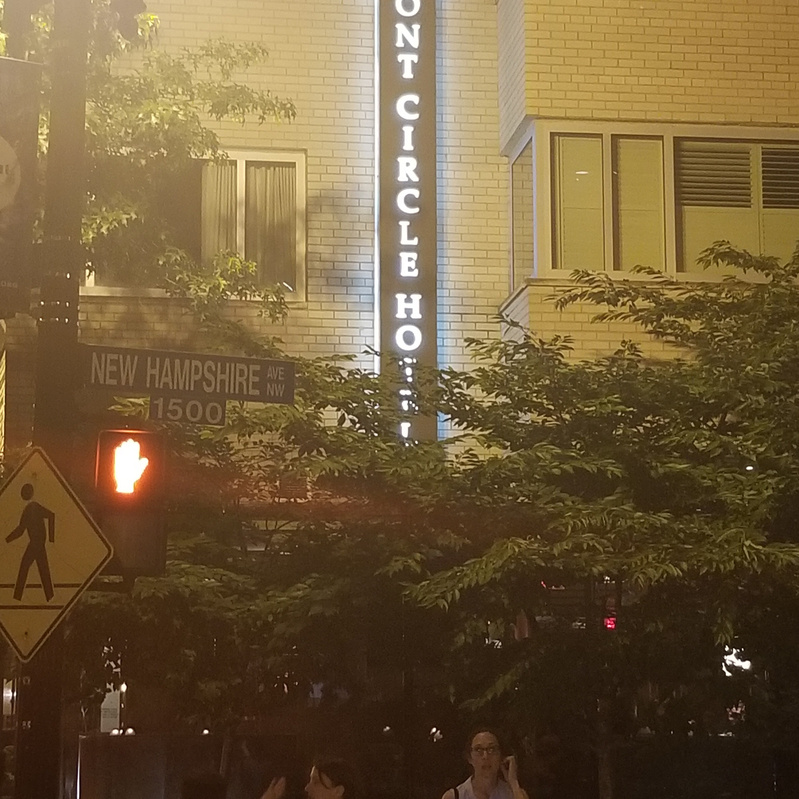 ONT CIRCLE HO
NEW HAMPSHIRE AVE NW
1500